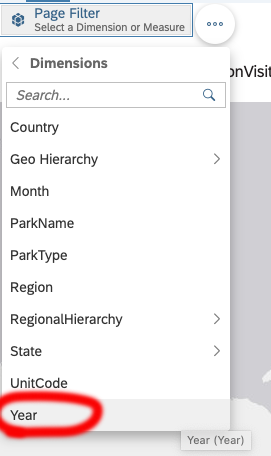 Page Filter
Select a Dimension or Measure
Dimensions
onVisit
Search...
Country
Geo Hierarchy
Month
ParkName
ParkType
Region
RegionalHierarchy
State
UnitCode
Year
Year (Year)